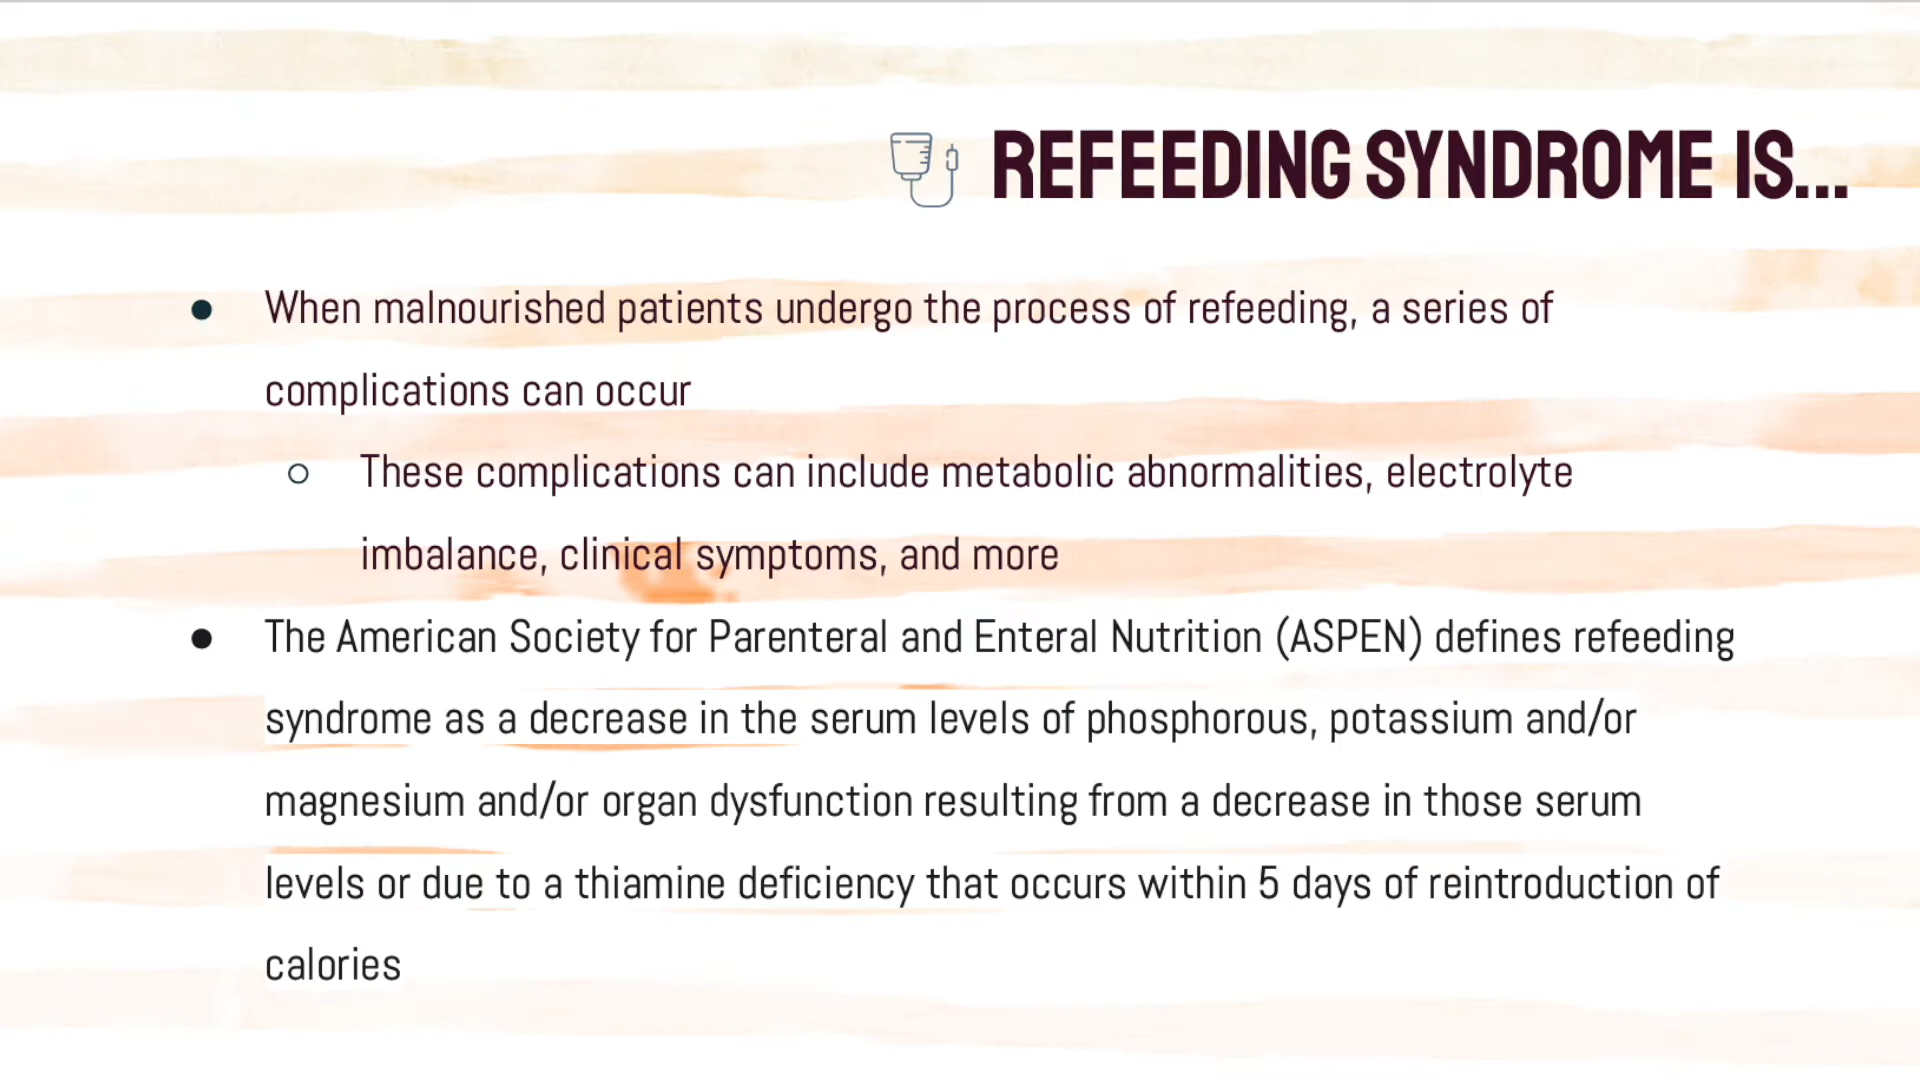 REFEEDING SYNDROME IS...
● When malnourished patients undergo the process of refeeding, a series of
complications can occur
○ These complications can include metabolic abnormalities, electrolyte
imbalance, clinical symptoms, and more
● The American Society for Parenteral and Enteral Nutrition (ASPEN) defines refeeding
syndrome as a decrease in the serum levels of phosphorous, potassium and/or
magnesium and/or organ dysfunction resulting from a decrease in those serum
levels or due to a thiamine deficiency that occurs within 5 days of reintroduction of
calories